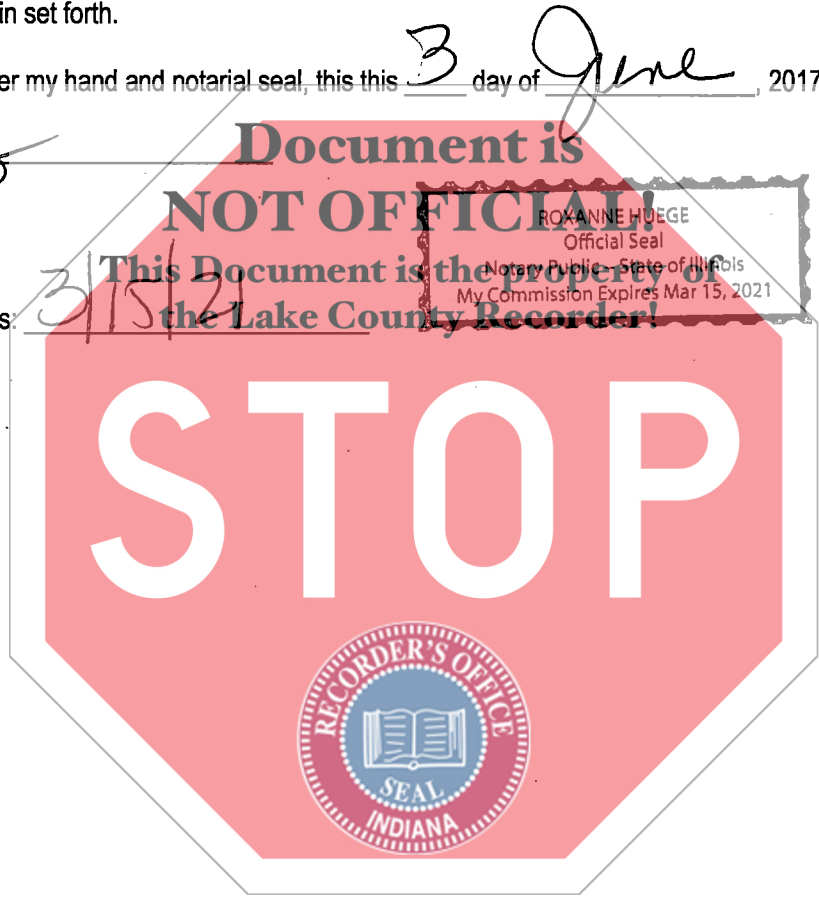 in set forth.
er my hand and notarial seal, this this 3 day of June, 2017
Document is
NOT OFFICIAL!
ROXANNE HUEGE
Official Seal
This Document is the property of
Notary Public - State of Illinois
My Commission Expires Mar 15, 2021
s: 3/15/21
the Lake County Recorder!
STOP
RECORDER'S OFFICE
SEAL
INDIANA